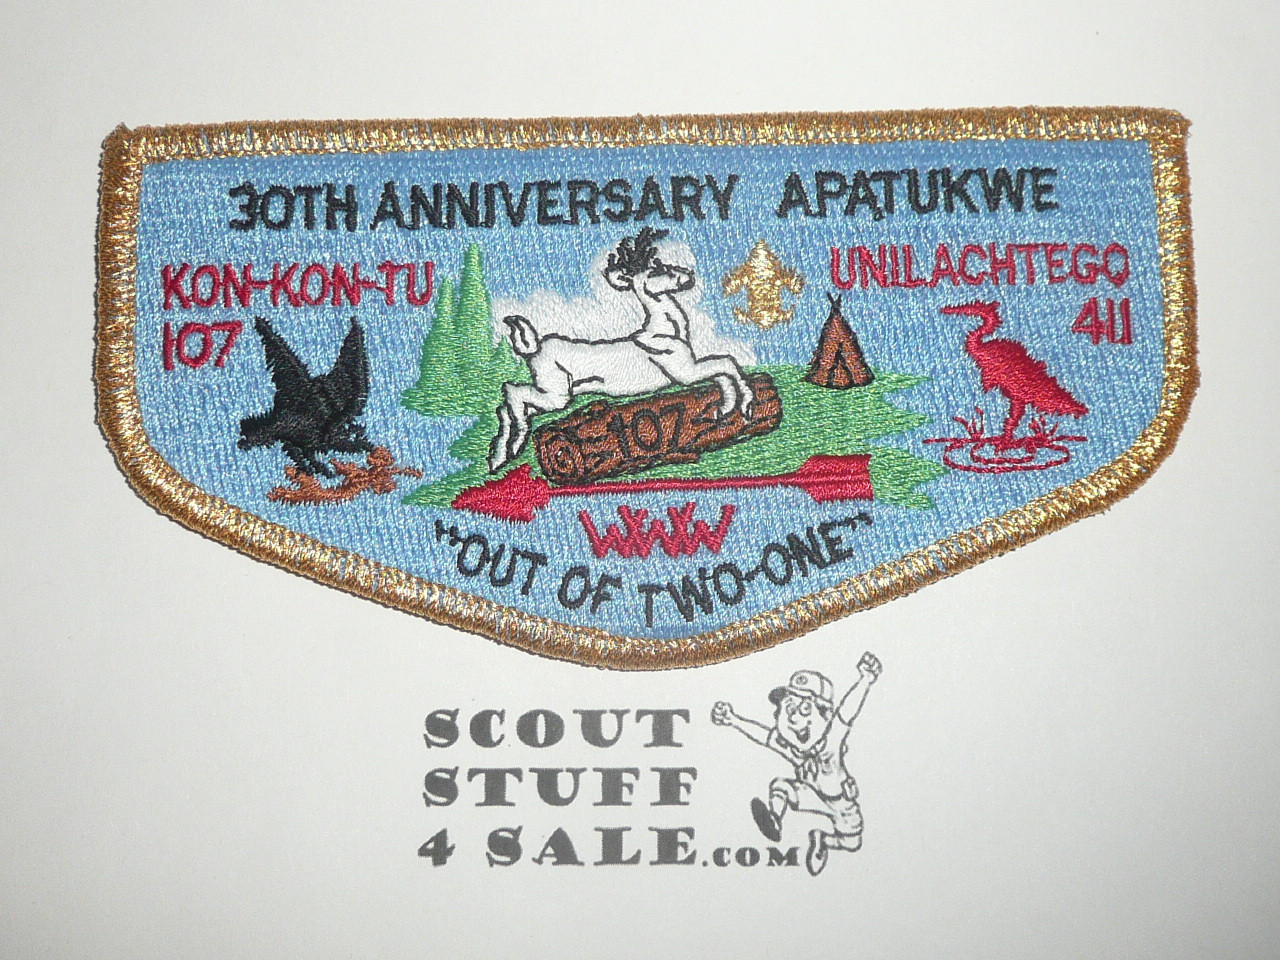 30TH ANNIVERSARY APATUKWE
KON-KON-TU
107
UNILACHTEGO
411
107
WWW
"OUT OF TWO-ONE"
SCOUT
STUFF
4 SALE.COM